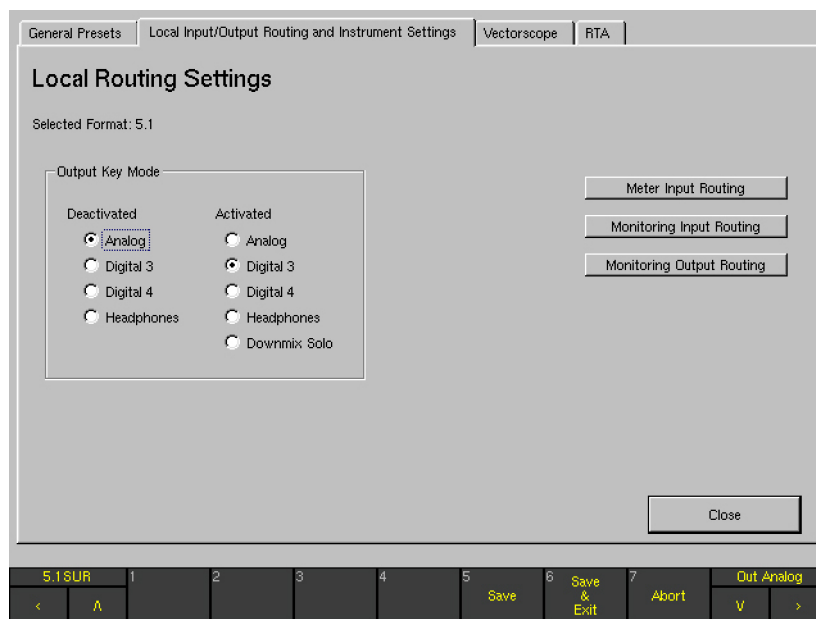 General Presets
Local Input/Output Routing and Instrument Settings
Vectorscope
RTA
Local Routing Settings
Selected Format: 5.1
Output Key Mode
Deactivated
Activated
Analog
Analog
Digital 3
Digital 3
Digital 4
Digital 4
Headphones
Headphones
Downmix Solo
Meter Input Routing
Monitoring Input Routing
Monitoring Output Routing
Close
5.1SUR
1
2
3
4
5
Save
6
Save
&
Exit
7
Abort
Out Analog
<
Λ
V
>